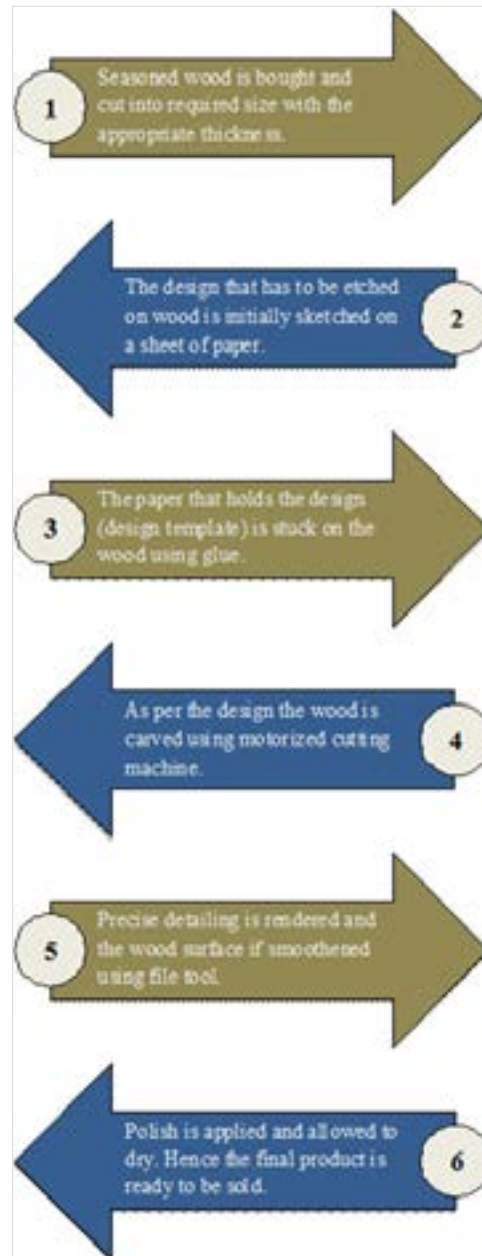 1
Seasoned wood is bought and
cut into required size with the
appropriate thickness.
The design that has to be etched
on wood is initially sketched on
a sheet of paper.
2
3
The paper that holds the design
(design template) is stuck on the
wood using glue.
As per the design the wood is
carved using motorized cutting
machine.
4
5
Precise detailing is rendered and
the wood surface if smoothened
using file tool.
Polish is applied and allowed to
dry. Hence the final product is
ready to be sold.
6